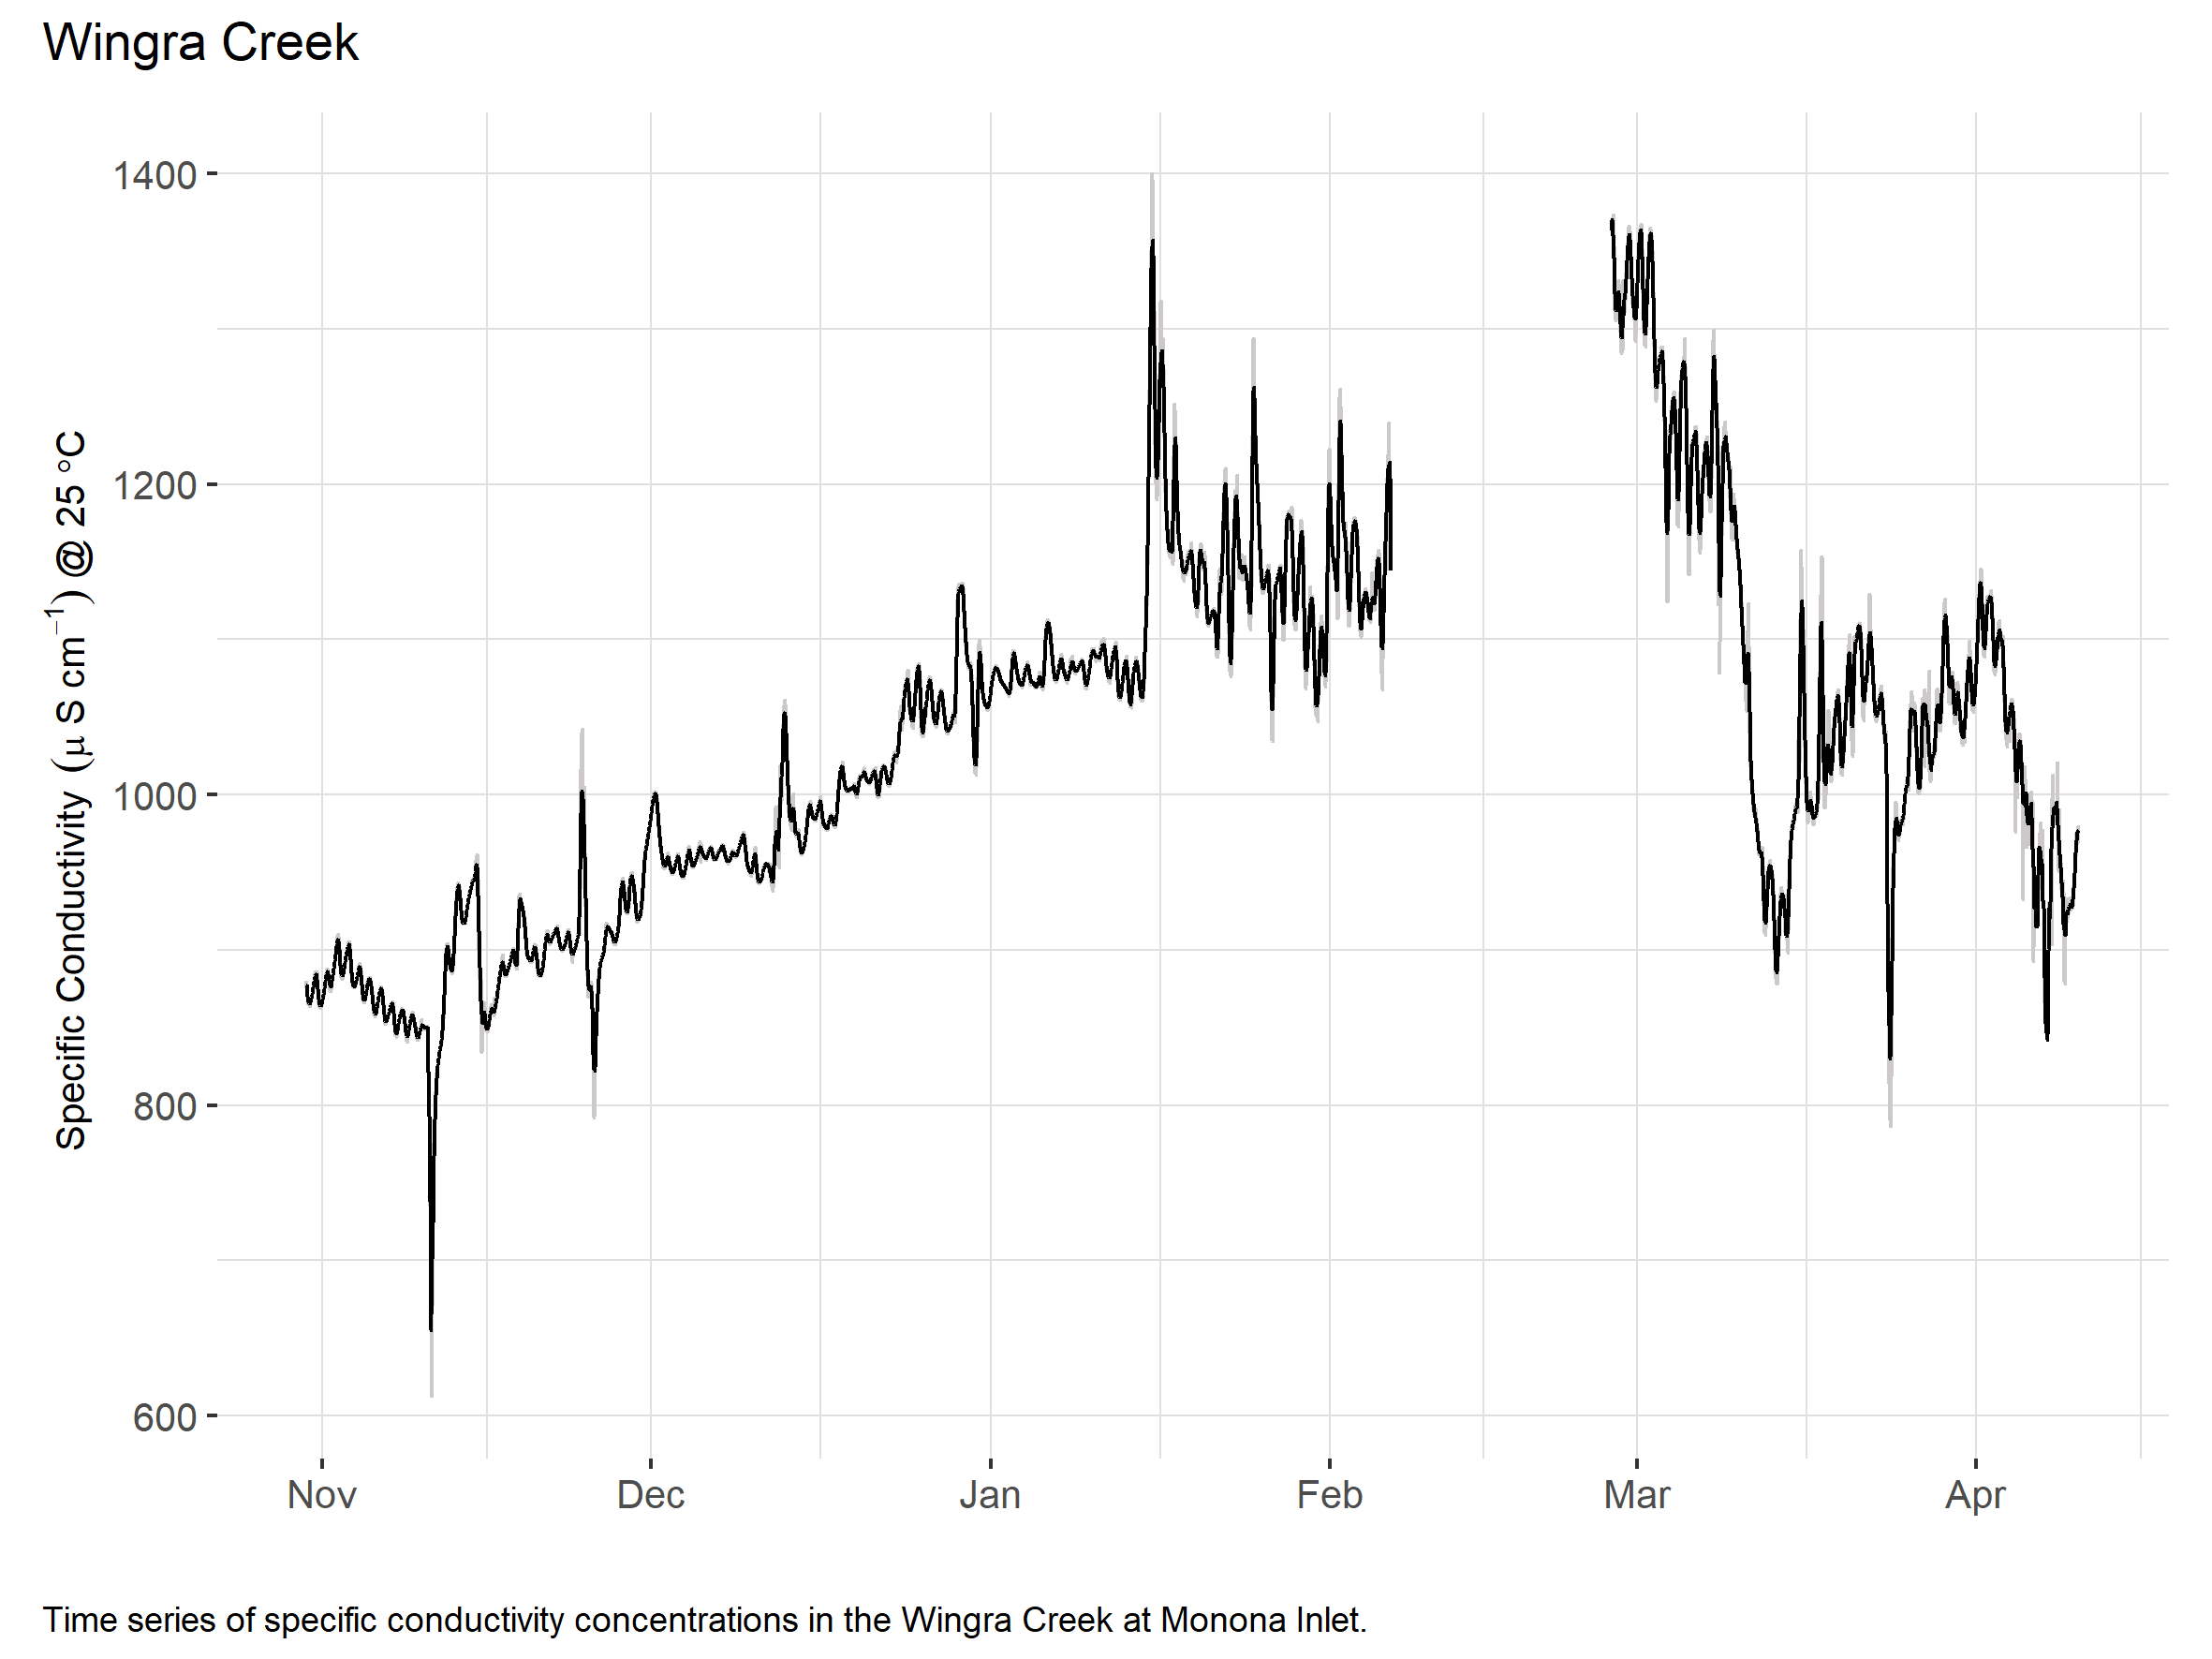 Wingra Creek
1400
1200
1000
800
600
Specific Conductivity (μ S cm⁻¹) @ 25 °C
Nov Dec Jan Feb Mar Apr
Time series of specific conductivity concentrations in the Wingra Creek at Monona Inlet.